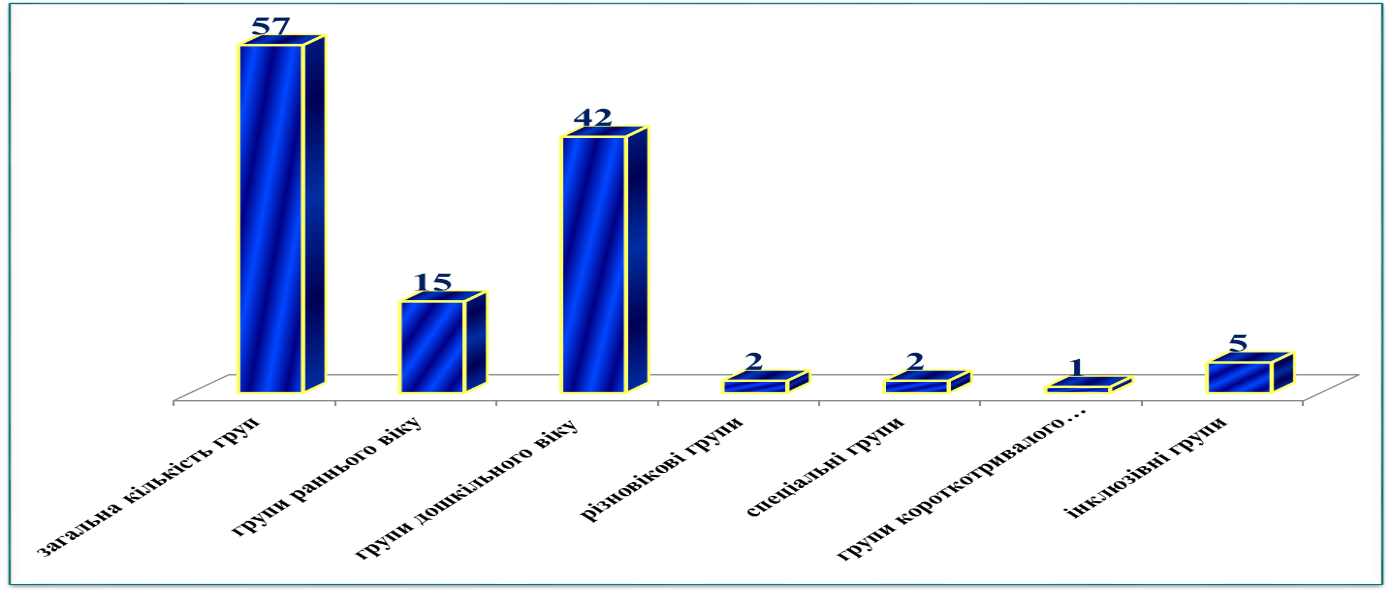 57
15
42
2
2
1
5
загальна кількість груп
групи раннього віку
групи дошкільного віку
різновікові групи
спеціальні групи
групи короткотривалого…
інклюзівні групи